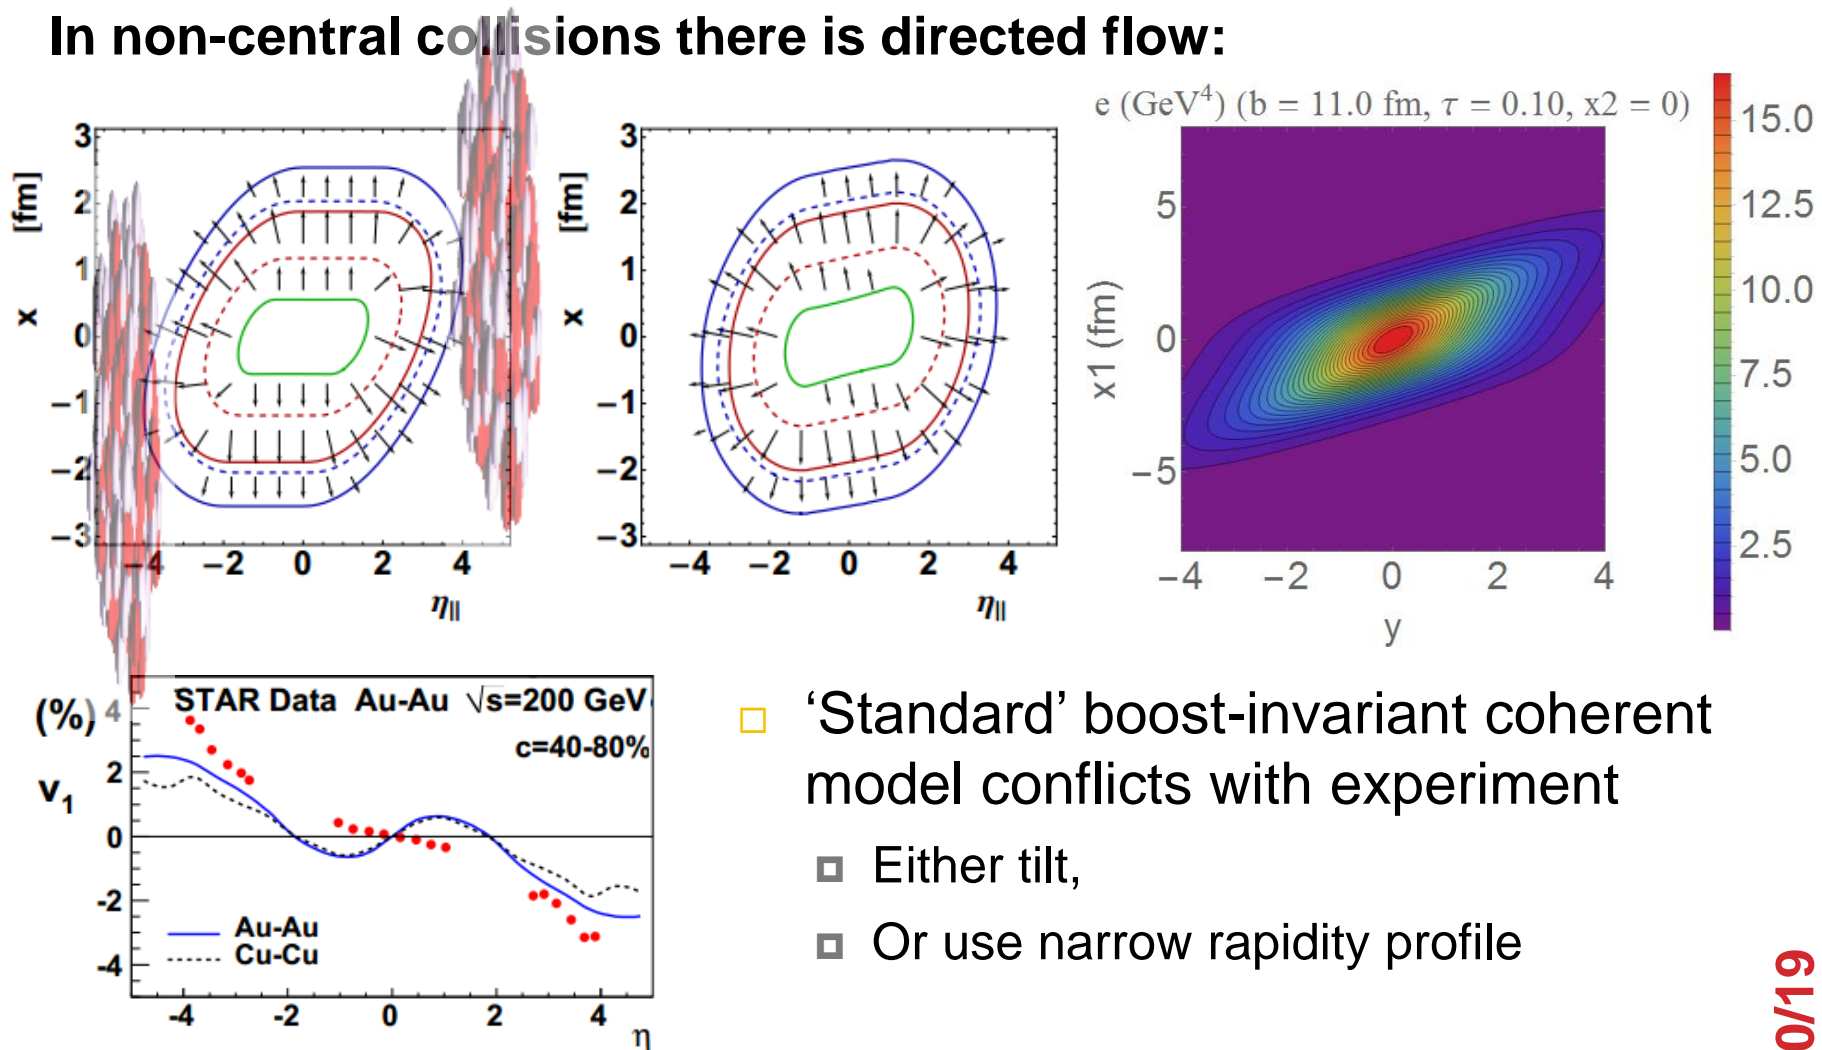 In non-central collisions there is directed flow:
3
2
1
0
−1
−2
−3
x [fm]
−4 −2 0 2 4
η||
3
2
1
0
−1
−2
−3
x [fm]
−4 −2 0 2 4
η||
e (GeV⁴) (b = 11.0 fm, τ = 0.10, x2 = 0)
5
0
−5
x1 (fm)
−4 −2 0 2 4
y
15.0
12.5
10.0
7.5
5.0
2.5
STAR Data Au-Au √s=200 GeV
c=40-80%
(%)
v₁
4
2
0
-2
-4
Au-Au
Cu-Cu
-4 -2 0 2 4
η
‘Standard’ boost-invariant coherent
model conflicts with experiment
Either tilt,
Or use narrow rapidity profile
0/19